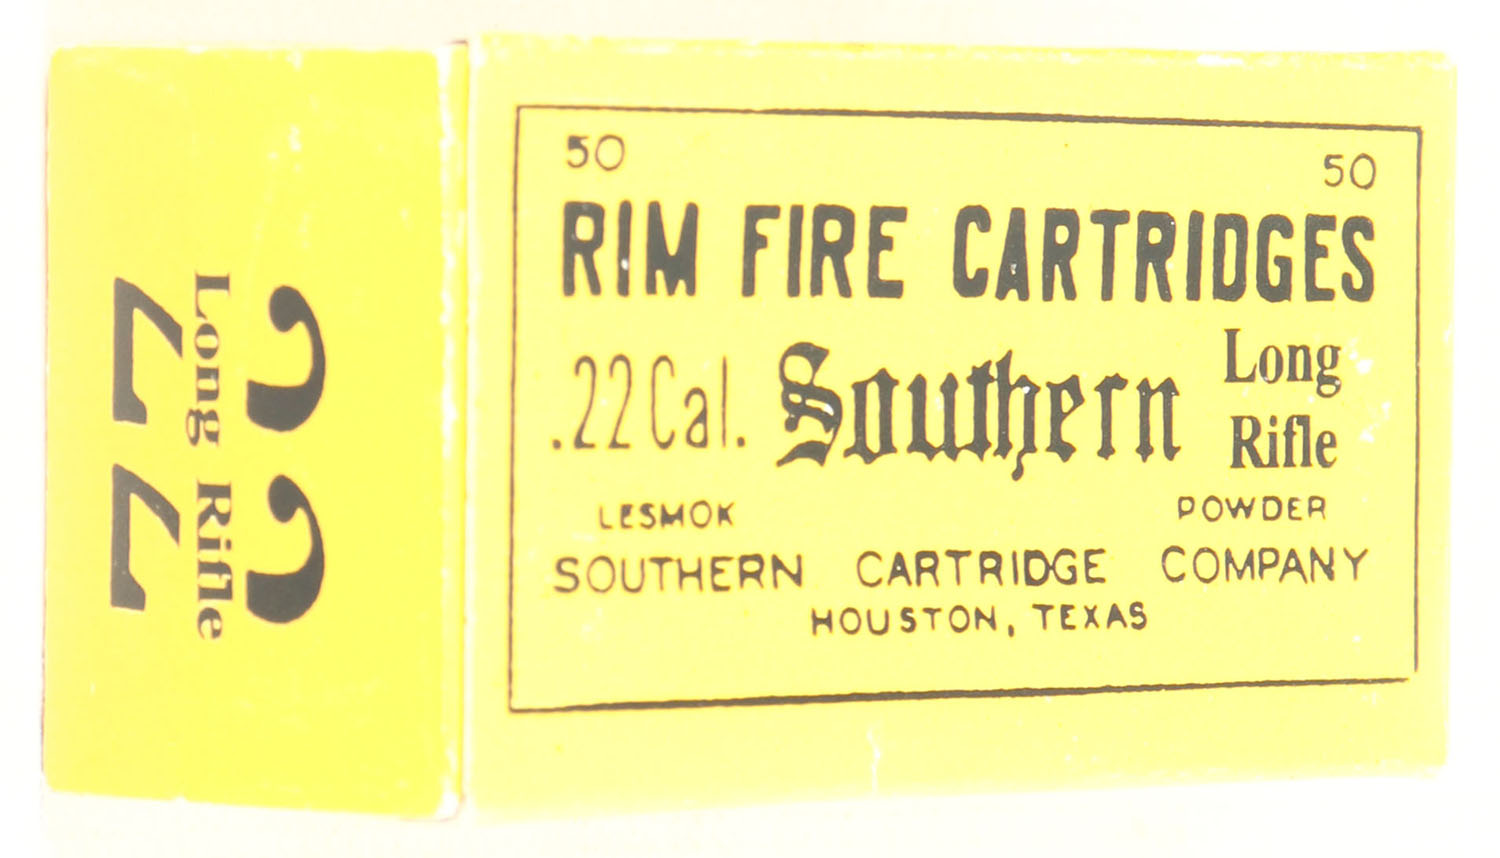 22
Long Rifle
22
50 50
RIM FIRE CARTRIDGES
.22 Cal. Southern Long Rifle
LESMOK POWDER
SOUTHERN CARTRIDGE COMPANY
HOUSTON, TEXAS